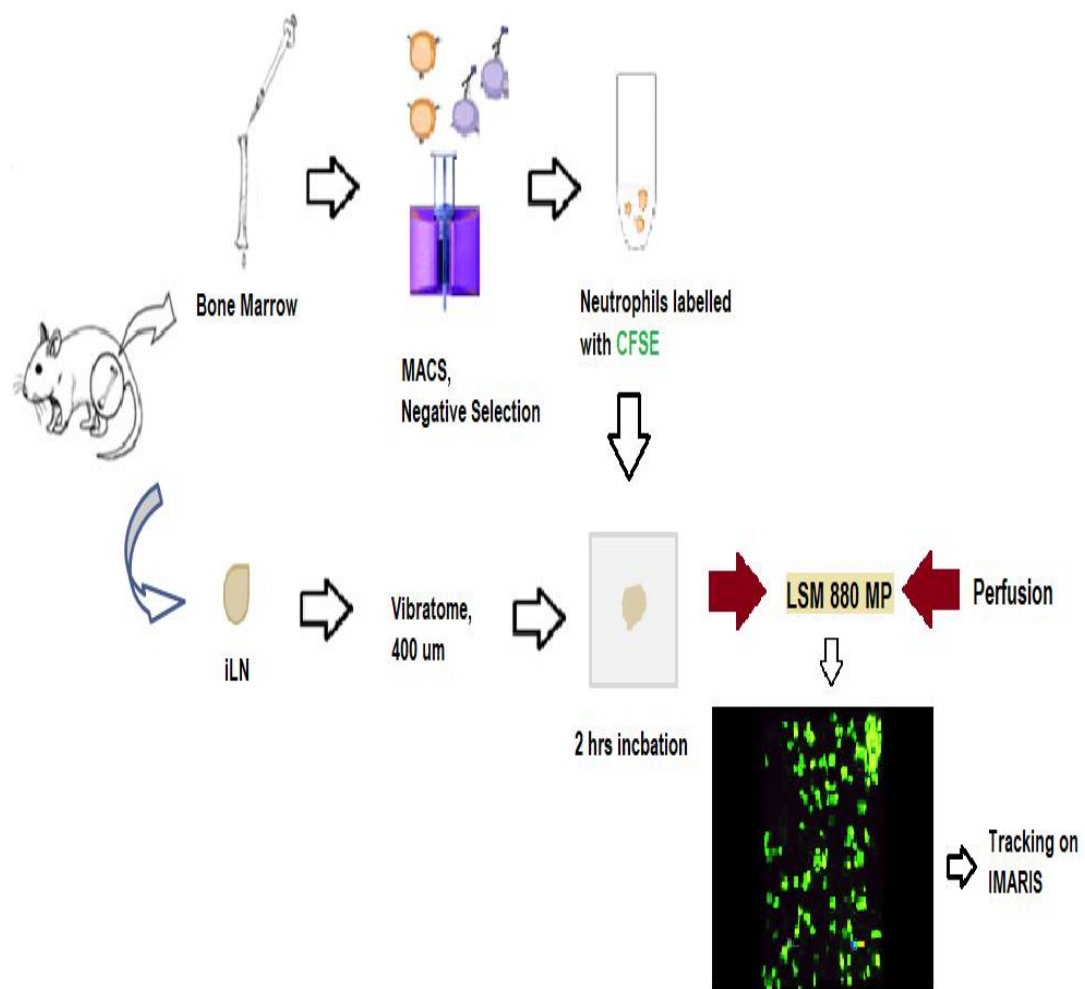 Bone Marrow
MACS,
Negative Selection
Neutrophils labelled
with CFSE
iLN
Vibratome,
400 um
2 hrs incbation
LSM 880 MP
Perfusion
Tracking on
IMARIS